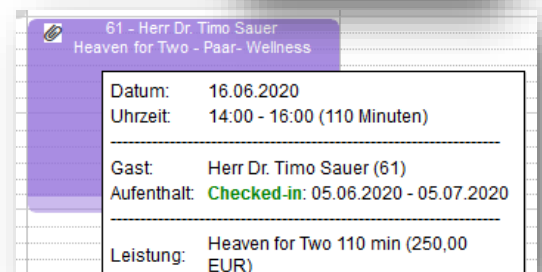 61 - Herr Dr. Timo Sauer
Heaven for Two - Paar- Wellness
Datum: 16.06.2020
Uhrzeit: 14:00 - 16:00 (110 Minuten)
Gast: Herr Dr. Timo Sauer (61)
Aufenthalt: Checked-in: 05.06.2020 - 05.07.2020
Leistung: Heaven for Two 110 min (250,00
EUR)